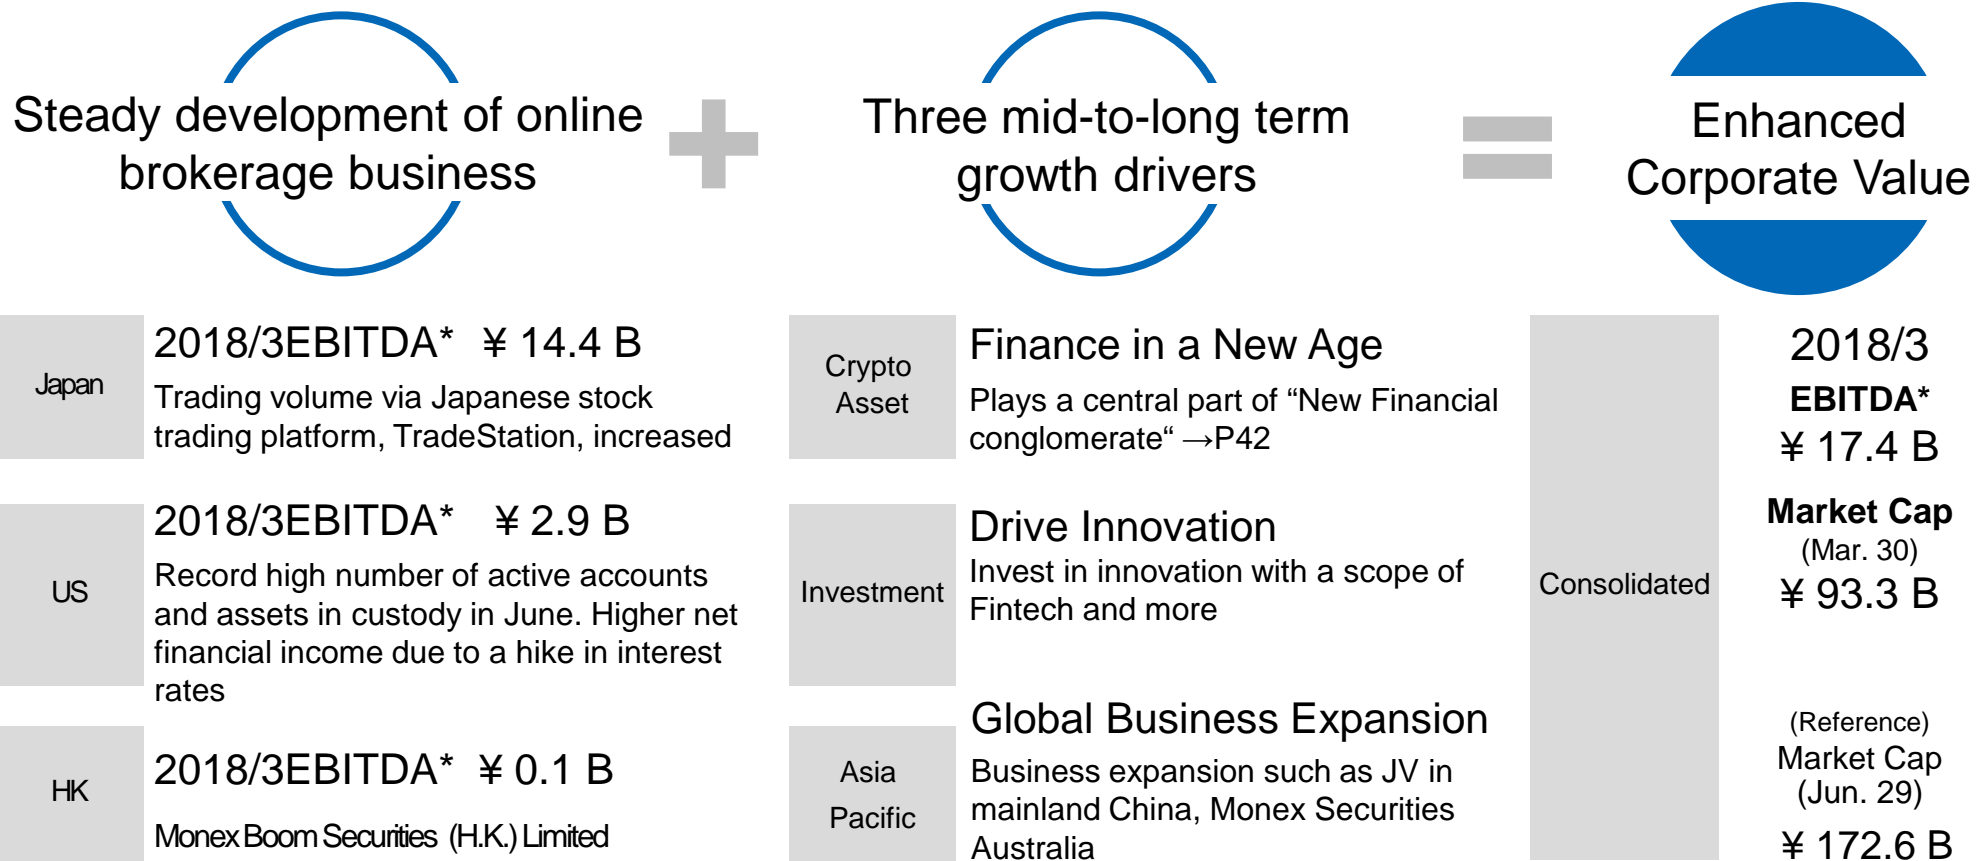 Steady development of online
brokerage business
Three mid-to-long term
growth drivers
Enhanced
Corporate Value
Japan
2018/3EBITDA* ¥ 14.4 B
Trading volume via Japanese stock
trading platform, TradeStation, increased
US
2018/3EBITDA* ¥ 2.9 B
Record high number of active accounts
and assets in custody in June. Higher net
financial income due to a hike in interest
rates
HK
2018/3EBITDA* ¥ 0.1 B
Monex Boom Securities (H.K.) Limited
Crypto
Asset
Finance in a New Age
Plays a central part of “New Financial
conglomerate“ →P42
Investment
Drive Innovation
Invest in innovation with a scope of
Fintech and more
Asia
Pacific
Global Business Expansion
Business expansion such as JV in
mainland China, Monex Securities
Australia
Consolidated
2018/3
EBITDA*
¥ 17.4 B
Market Cap
(Mar. 30)
¥ 93.3 B
(Reference)
Market Cap
(Jun. 29)
¥ 172.6 B